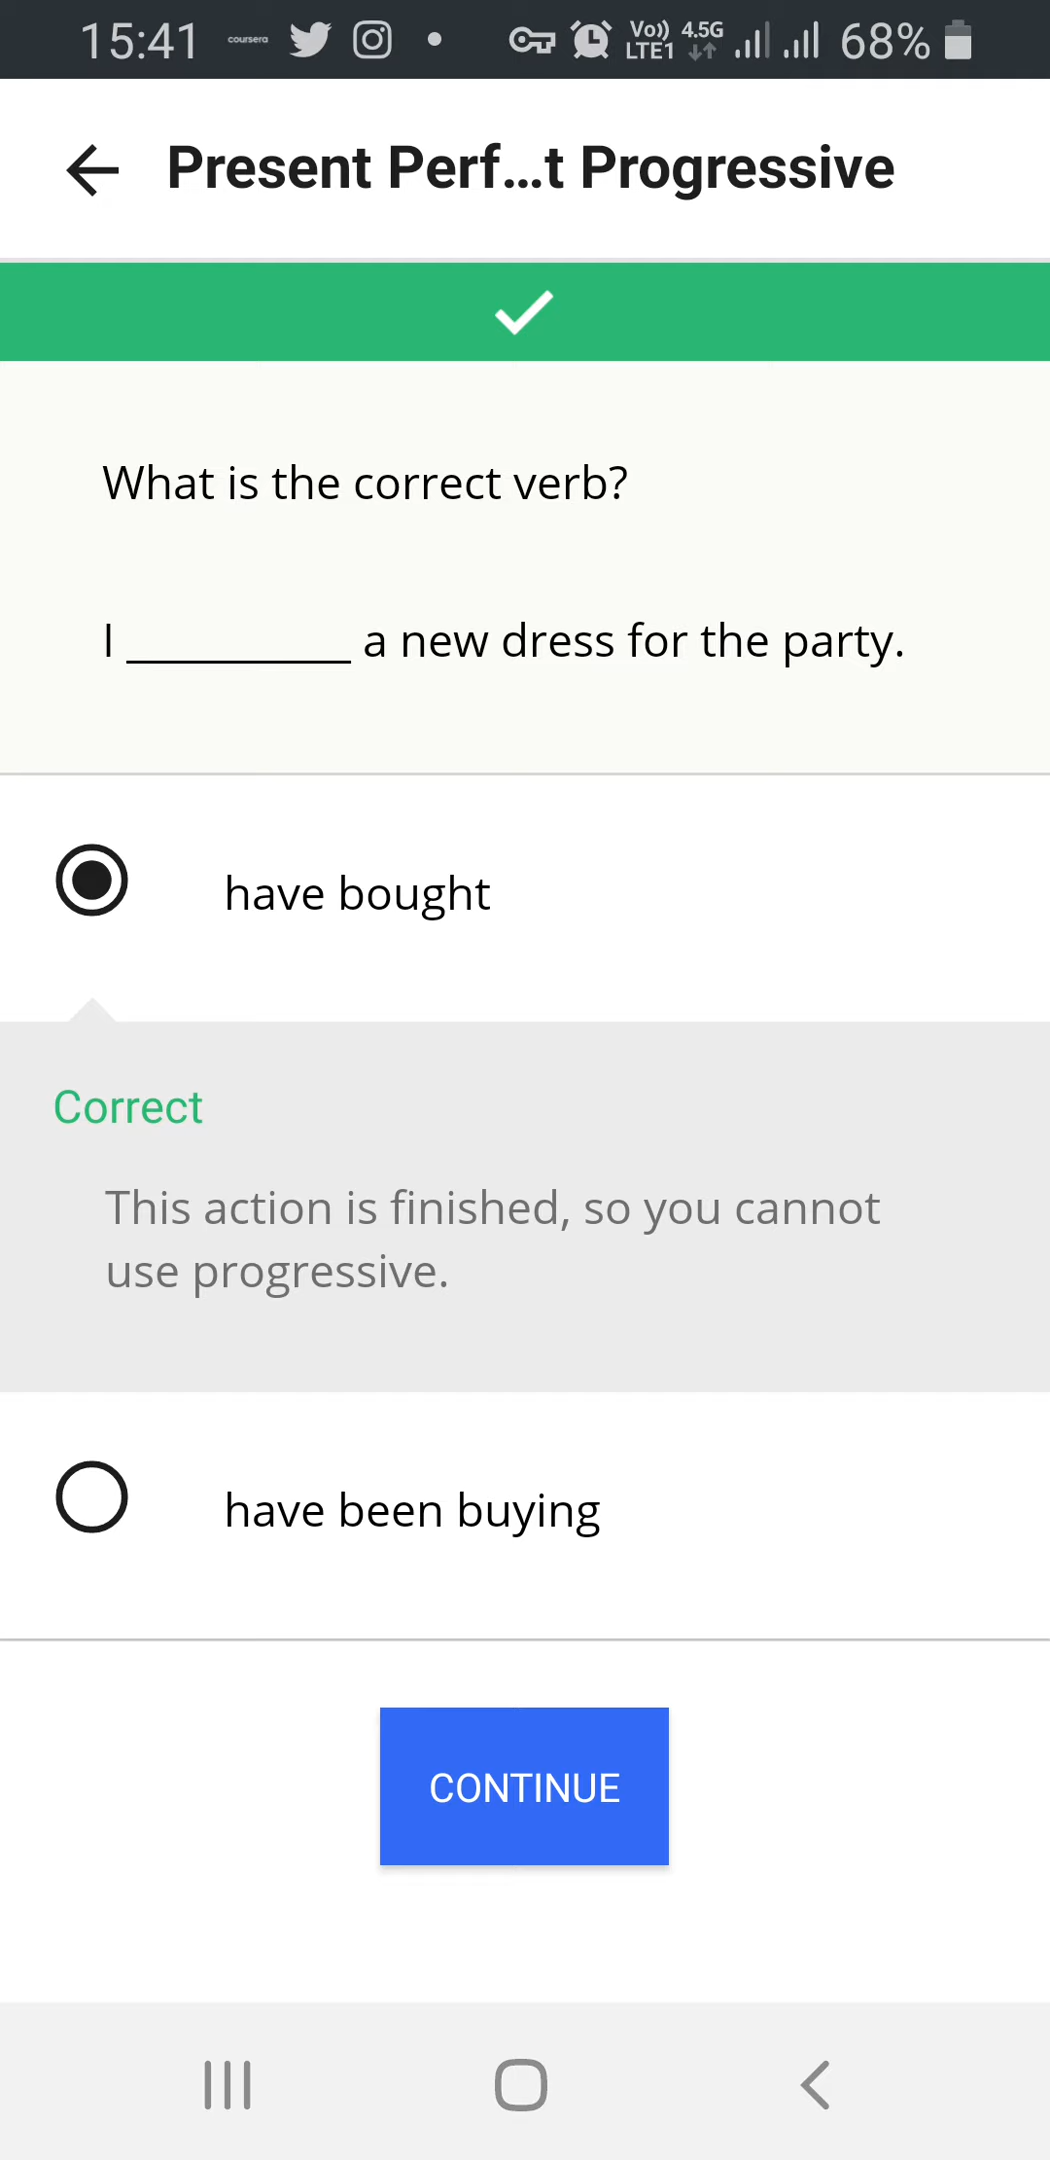 15:41 coursera Vo)) LTE1 4.5G 68%
Present Perf...t Progressive
What is the correct verb?
I __________ a new dress for the party.
have bought
Correct
This action is finished, so you cannot
use progressive.
have been buying
CONTINUE